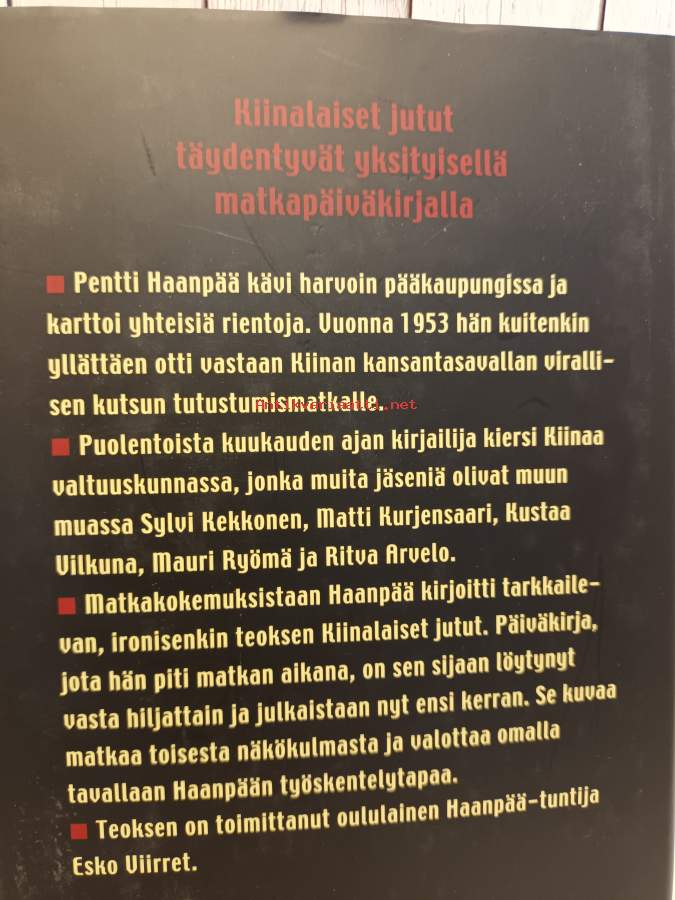 Kiinalaiset jutut
täydentyvät yksityisellä
matkapäiväkirjalla
Pentti Haanpää kävi harvoin pääkaupungissa ja
karttoi yhteisiä rientoja. Vuonna 1953 hän kuitenkin
yllättäen otti vastaan Kiinan kansantasavallan viralli-
sen kutsun tutustumismatkalle.
Antikvariaatti.net
Puolentoista kuukauden ajan kirjailija kiersi Kiinaa
valtuuskunnassa, jonka muita jäseniä olivat muun
muassa Sylvi Kekkonen, Matti Kurjensaari, Kustaa
Vilkuna, Mauri Ryömä ja Ritva Arvelo.
Matkakokemuksistaan Haanpää kirjoitti tarkkaile-
van, ironisenkin teoksen Kiinalaiset jutut. Päiväkirja,
jota hän piti matkan aikana, on sen sijaan löytynyt
vasta hiljattain ja julkaistaan nyt ensi kerran. Se kuvaa
matkaa toisesta näkökulmasta ja valottaa omalla
tavallaan Haanpään työskentelytapaa.
Teoksen on toimittanut oululainen Haanpää-tuntija
Esko Viirret.